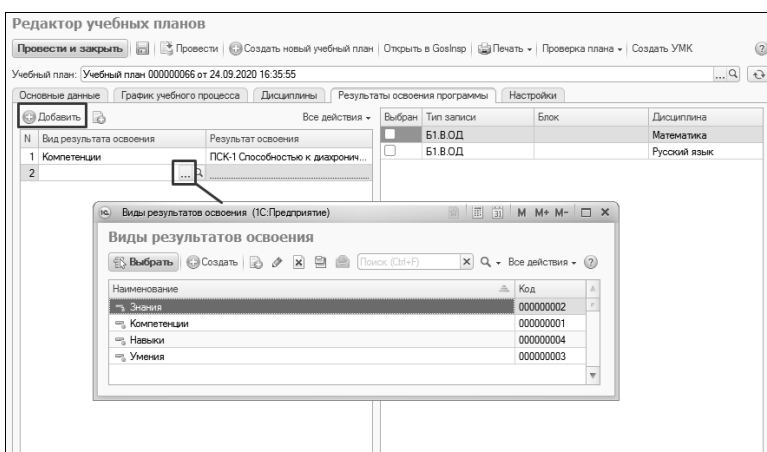 Редактор учебных планов
Провести и закрыть Провести Создать новый учебный план Открыть в GosInsp Печать Проверка плана Создать УМК
Учебный план: Учебный план 000000066 от 24.09.2020 16:35:55
Основные данные График учебного процесса Дисциплины Результаты освоения программы Настройки
Добавить Все действия Выбран Тип записи Блок Дисциплина
N Вид результата освоения Результат освоения Б1.В.ОД Математика
1 Компетенции ПСК-1 Способностью к диахронич... Б1.В.ОД Русский язык
2 ...
Виды результатов освоения (1С:Предприятие) M M+ M-
Виды результатов освоения
Выбрать Создать Поиск (Ctrl+F) Все действия
Наименование Код
Знания 000000002
Компетенции 000000001
Навыки 000000004
Умения 000000003